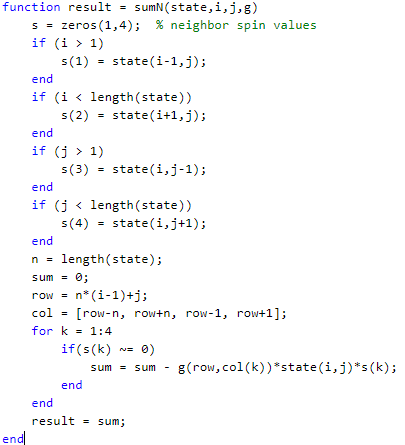 function result = sumN(state,i,j,g)
    s = zeros(1,4);  % neighbor spin values
    if (i > 1)
        s(1) = state(i-1,j);
    end
    if (i < length(state))
        s(2) = state(i+1,j);
    end
    if (j > 1)
        s(3) = state(i,j-1);
    end
    if (j < length(state))
        s(4) = state(i,j+1);
    end
    n = length(state);
    sum = 0;
    row = n*(i-1)+j;
    col = [row-n, row+n, row-1, row+1];
    for k = 1:4
        if(s(k) ~= 0)
            sum = sum - g(row,col(k))*state(i,j)*s(k);
        end
    end
    result = sum;
end